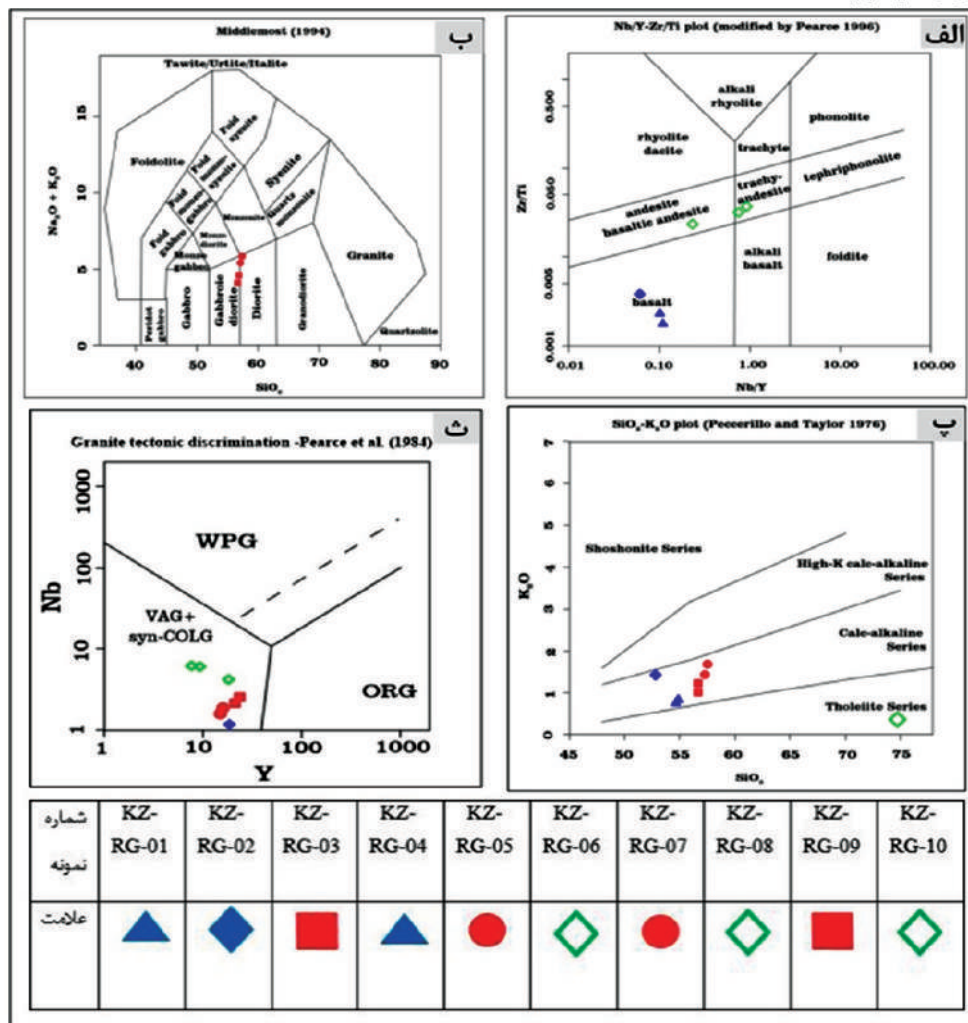 الف
Nb/Y-Zr/Ti plot (modified by Pearce 1996)
alkali
rhyolite
phonolite
rhyolite
dacite
trachyte
tephriphonolite
trachy-
andesite
andesite
basaltic andesite
alkali
basalt
foidite
basalt
Zr/Ti
0.500
0.050
0.005
0.001
0.01
0.10
1.00
10.00
100.00
Nb/Y
ب
Middlemost (1994)
Tawite/Urtite/Italite
Foid
syenite
Foidolite
Foid
monzo-
syenite
Syenite
Foid
monzo-
gabbro
Quartz
monzonite
Monzonite
Foid
gabbro
Monzo
diorite
Monzo
gabbro
Granite
Peridot
gabbro
Gabbro
Gabbroic
diorite
Diorite
Granodiorite
Quartzolite
Na₂O + K₂O
15
10
5
0
40
50
60
70
80
90
SiO₂
پ
SiO₂-K₂O plot (Peccerillo and Taylor 1976)
Shoshonite Series
High-K calc-alkaline
Series
Calc-alkaline
Series
Tholeiite Series
K₂O
7
6
5
4
3
2
1
0
45
50
55
60
65
70
75
SiO₂
ث
Granite tectonic discrimination -Pearce et al. (1984)
WPG
VAG+
syn-COLG
ORG
Nb
1000
100
10
1
1
10
100
1000
Y
شماره نمونه KZ-RG-01 KZ-RG-02 KZ-RG-03 KZ-RG-04 KZ-RG-05 KZ-RG-06 KZ-RG-07 KZ-RG-08 KZ-RG-09 KZ-RG-10
علامت